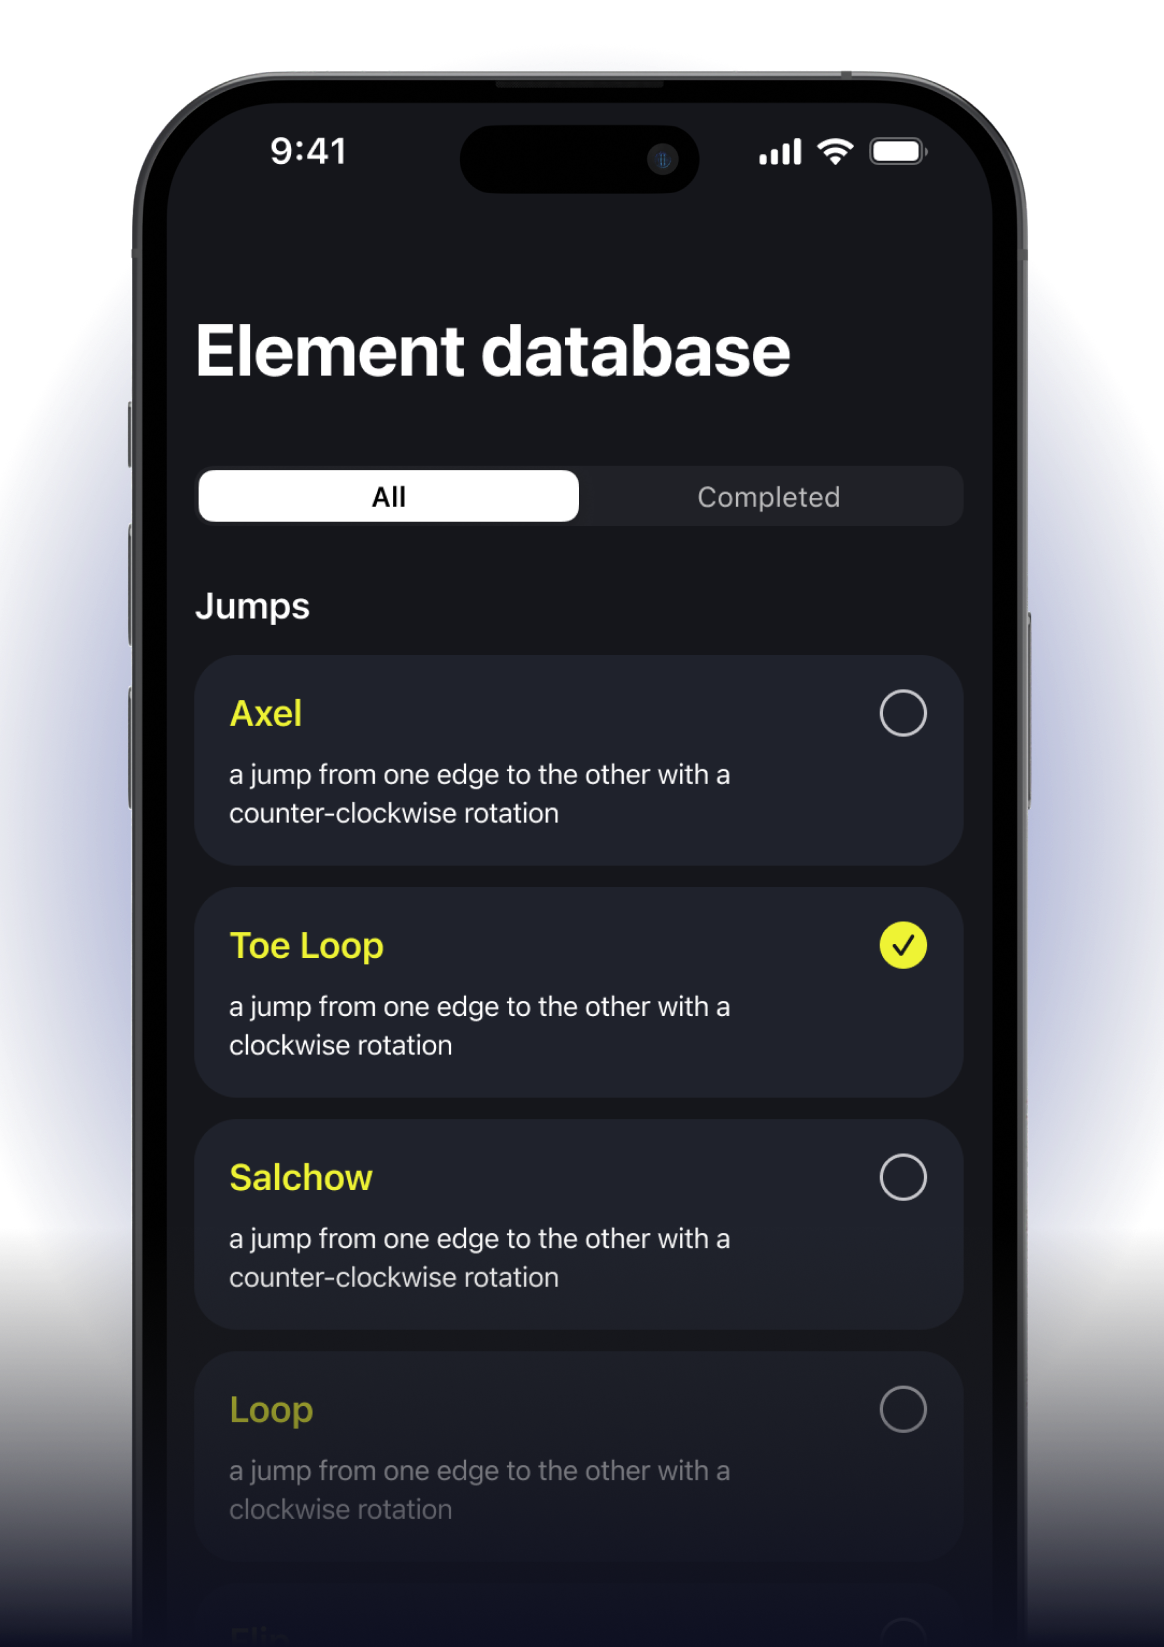 9:41
Element database
All
Completed
Jumps
Axel
a jump from one edge to the other with a
counter-clockwise rotation
Toe Loop
a jump from one edge to the other with a
clockwise rotation
Salchow
a jump from one edge to the other with a
counter-clockwise rotation
Loop
a jump from one edge to the other with a
clockwise rotation
Flip